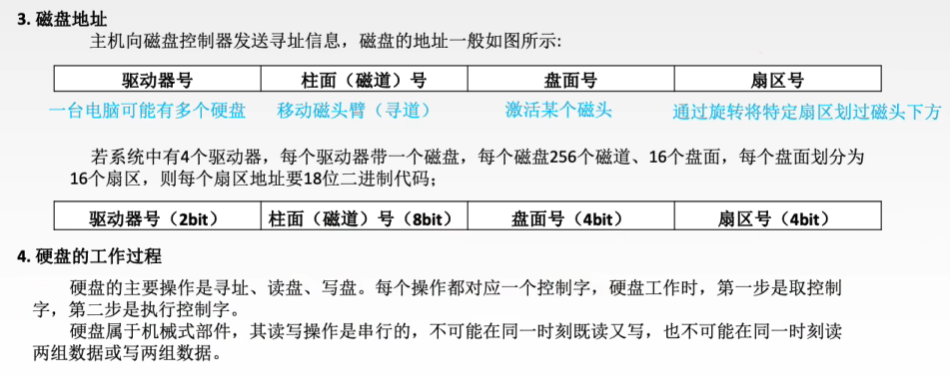 3. 磁盘地址
主机向磁盘控制器发送寻址信息，磁盘的地址一般如图所示:
驱动器号 柱面（磁道）号 盘面号 扇区号
一台电脑可能有多个硬盘 移动磁头臂（寻道） 激活某个磁头 通过旋转将特定扇区划过磁头下方
若系统中有4个驱动器，每个驱动器带一个磁盘，每个磁盘256个磁道、16个盘面，每个盘面划分为
16个扇区，则每个扇区地址要18位二进制代码；
驱动器号（2bit） 柱面（磁道）号（8bit） 盘面号（4bit） 扇区号（4bit）
4. 硬盘的工作过程
硬盘的主要操作是寻址、读盘、写盘。每个操作都对应一个控制字，硬盘工作时，第一步是取控制
字，第二步是执行控制字。
硬盘属于机械式部件，其读写操作是串行的，不可能在同一时刻既读又写，也不可能在同一时刻读
两组数据或写两组数据。